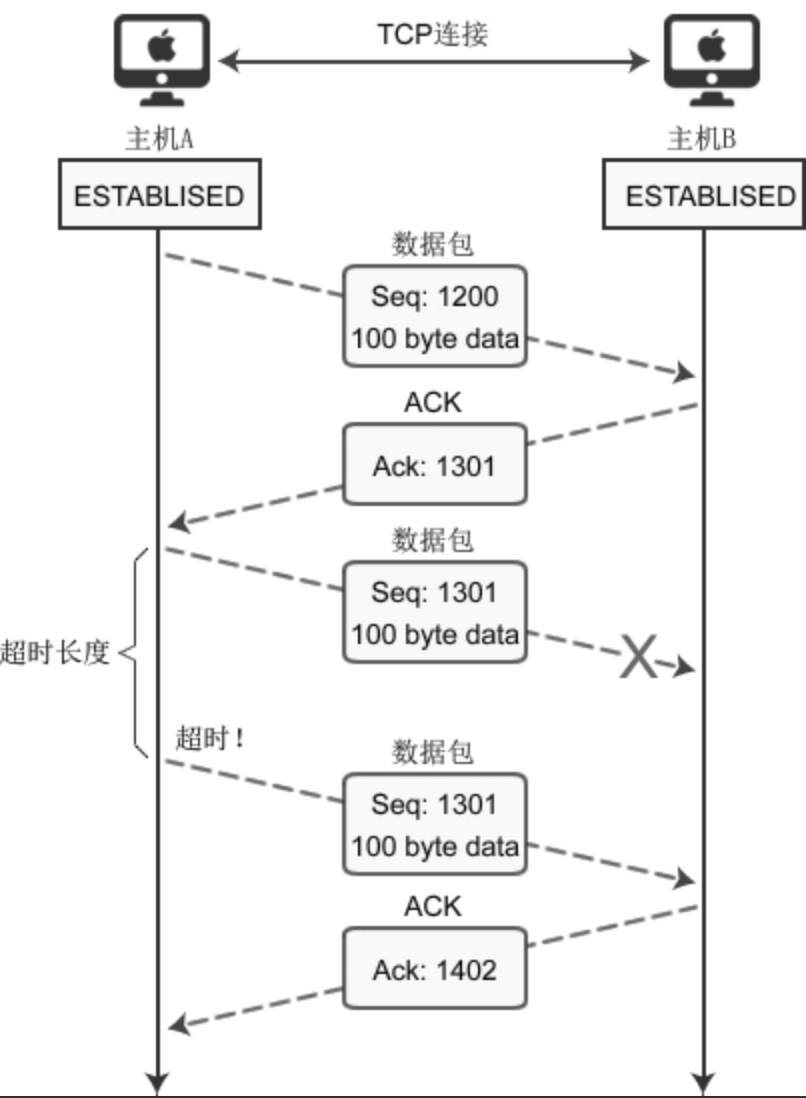 TCP连接
主机A
主机B
ESTABLISED
ESTABLISED
数据包
Seq: 1200
100 byte data
ACK
Ack: 1301
数据包
Seq: 1301
100 byte data
X
超时长度
超时！
数据包
Seq: 1301
100 byte data
ACK
Ack: 1402